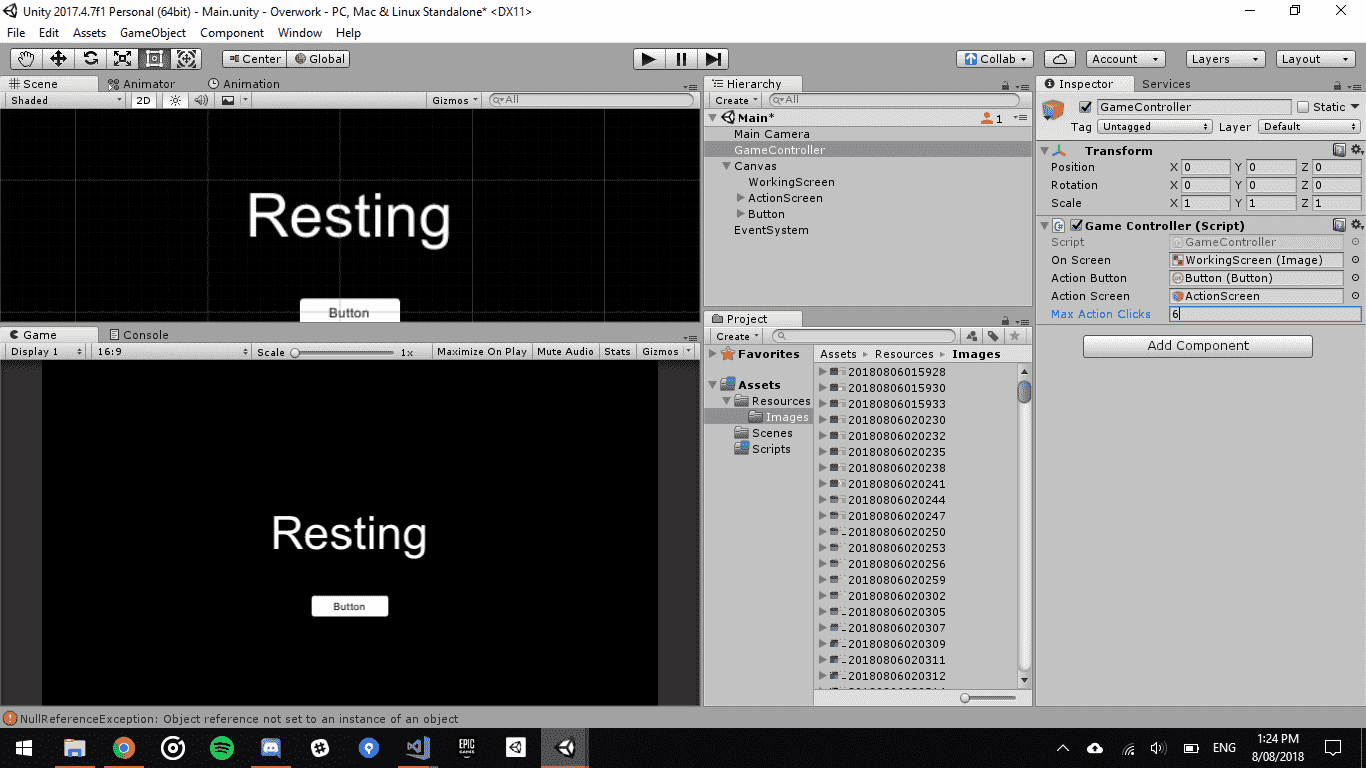 Unity 2017.4.7f1 Personal (64bit) - Main.unity - Overwork - PC, Mac & Linux Standalone* <DX11>
File Edit Assets GameObject Component Window Help
Center Global
Collab Account Layers Layout
Scene Animator Animation
Shaded 2D Gizmos All
Resting
Button
Game Console
Display 1 16:9 Scale 1x Maximize On Play Mute Audio Stats Gizmos
Resting
Button
Hierarchy
Create All
Main*
1
Main Camera
GameController
Canvas
WorkingScreen
ActionScreen
Button
EventSystem
Project
Create
Favorites
Assets
Resources
Images
Scenes
Scripts
Assets Resources Images
20180806015928
20180806015930
20180806015933
20180806020230
20180806020232
20180806020235
20180806020238
20180806020241
20180806020244
20180806020247
20180806020250
20180806020253
20180806020256
20180806020259
20180806020302
20180806020305
20180806020307
20180806020309
20180806020311
20180806020312
Inspector Services
GameController Static
Tag Untagged Layer Default
Transform
Position X 0 Y 0 Z 0
Rotation X 0 Y 0 Z 0
Scale X 1 Y 1 Z 1
Game Controller (Script)
Script GameController
On Screen WorkingScreen (Image)
Action Button Button (Button)
Action Screen ActionScreen
Max Action Clicks 6
Add Component
NullReferenceException: Object reference not set to an instance of an object
EPIC
GAMES
ENG
1:24 PM
8/08/2018